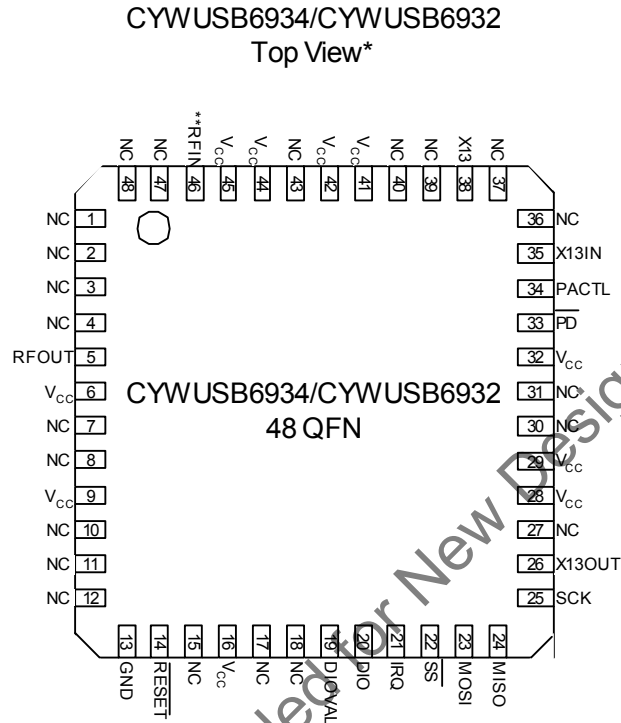 CYWUSB6934/CYWUSB6932
Top View*
NC 48
NC 47
**RFIN 46
VCC 45
VCC 44
NC 43
VCC 42
VCC 41
NC 40
NC 39
X13 38
NC 37
NC 1
NC 2
NC 3
NC 4
RFOUT 5
VCC 6
NC 7
NC 8
VCC 9
NC 10
NC 11
NC 12
36 NC
35 X13IN
34 PACTL
33 PD
32 VCC
31 NC
30 NC
29 VCC
28 VCC
27 NC
26 X13OUT
25 SCK
CYWUSB6934/CYWUSB6932
48 QFN
13 GND
14 RESET
15 NC
16 VCC
17 NC
18 NC
19 DIOVAL
20 DIO
21 IRQ
22 SS
23 MOSI
24 MISO
for New